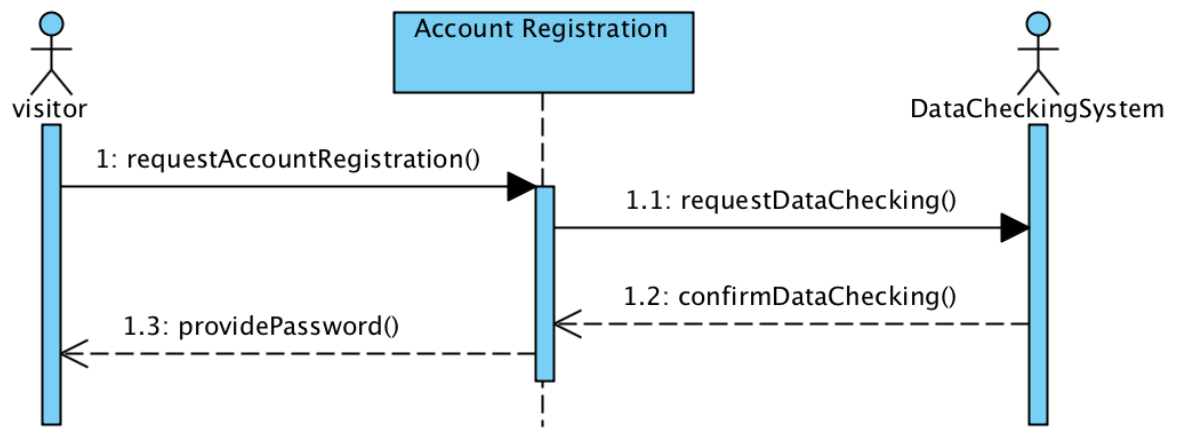 Account Registration
visitor
DataCheckingSystem
1: requestAccountRegistration()
1.1: requestDataChecking()
1.2: confirmDataChecking()
1.3: providePassword()